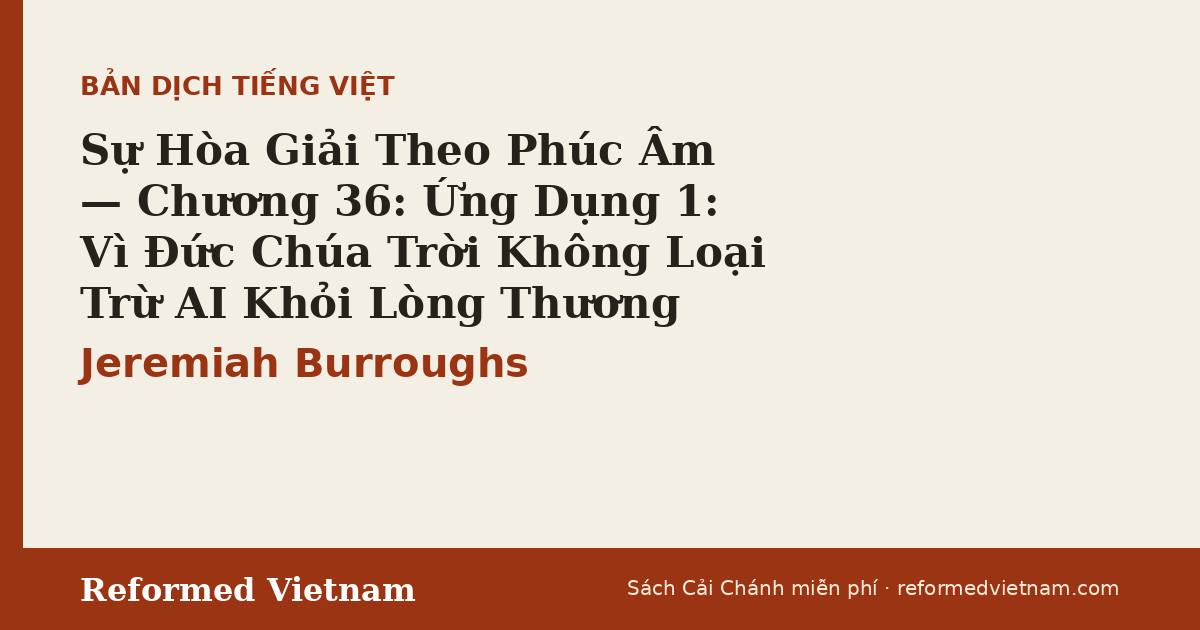 BẢN DỊCH TIẾNG VIỆT
Sự Hòa Giải Theo Phúc Âm
— Chương 36: Ứng Dụng 1:
Vì Đức Chúa Trời Không Loại
Trừ AI Khỏi Lòng Thương
Jeremiah Burroughs
Reformed Vietnam
Sách Cải Chánh miễn phí · reformedvietnam.com